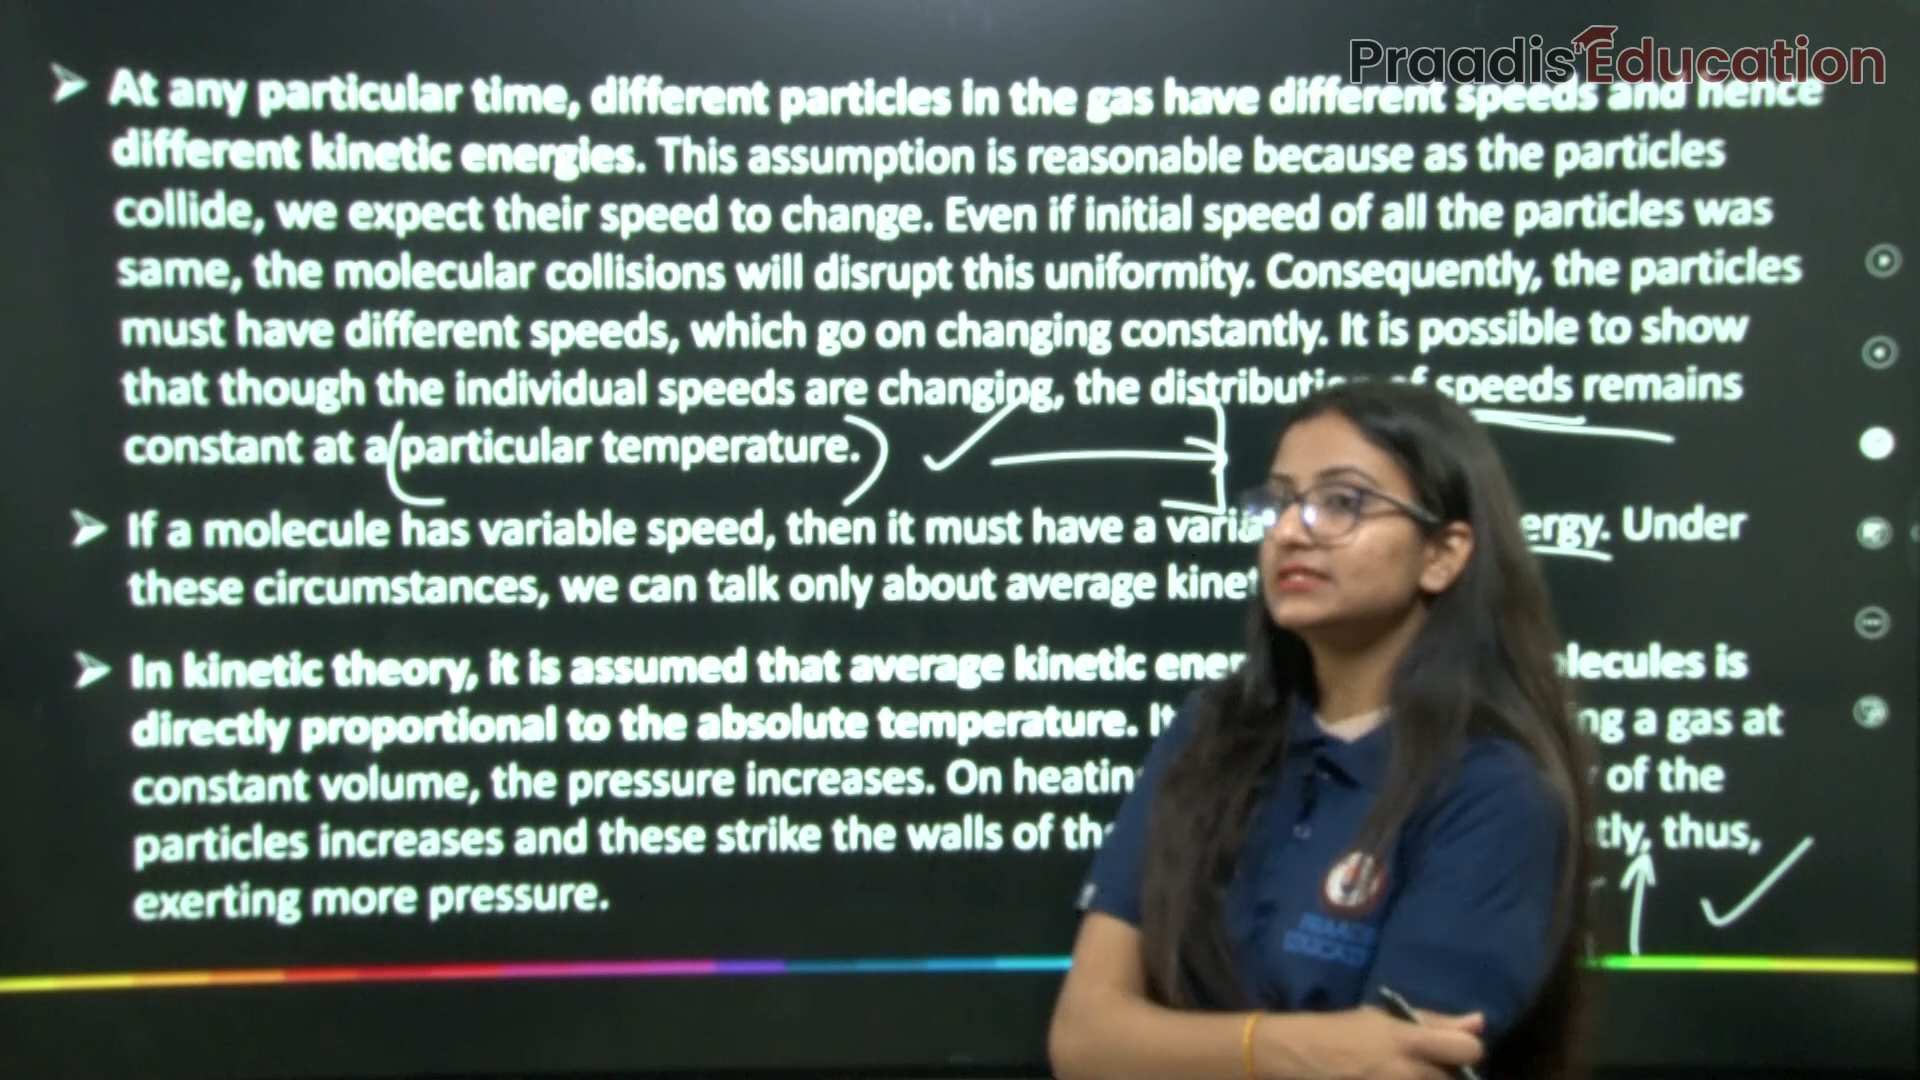 Praadis Education
At any particular time, different particles in the gas have different speeds and hence
different kinetic energies. This assumption is reasonable because as the particles
collide, we expect their speed to change. Even if initial speed of all the particles was
same, the molecular collisions will disrupt this uniformity. Consequently, the particles
must have different speeds, which go on changing constantly. It is possible to show
that though the individual speeds are changing, the distributi of speeds remains
constant at a particular temperature.
If a molecule has variable speed, then it must have a varia ergy. Under
these circumstances, we can talk only about average kinet
In kinetic theory, it is assumed that average kinetic ener lecules is
directly proportional to the absolute temperature. It ng a gas at
constant volume, the pressure increases. On heatin of the
particles increases and these strike the walls of th tly, thus,
exerting more pressure.